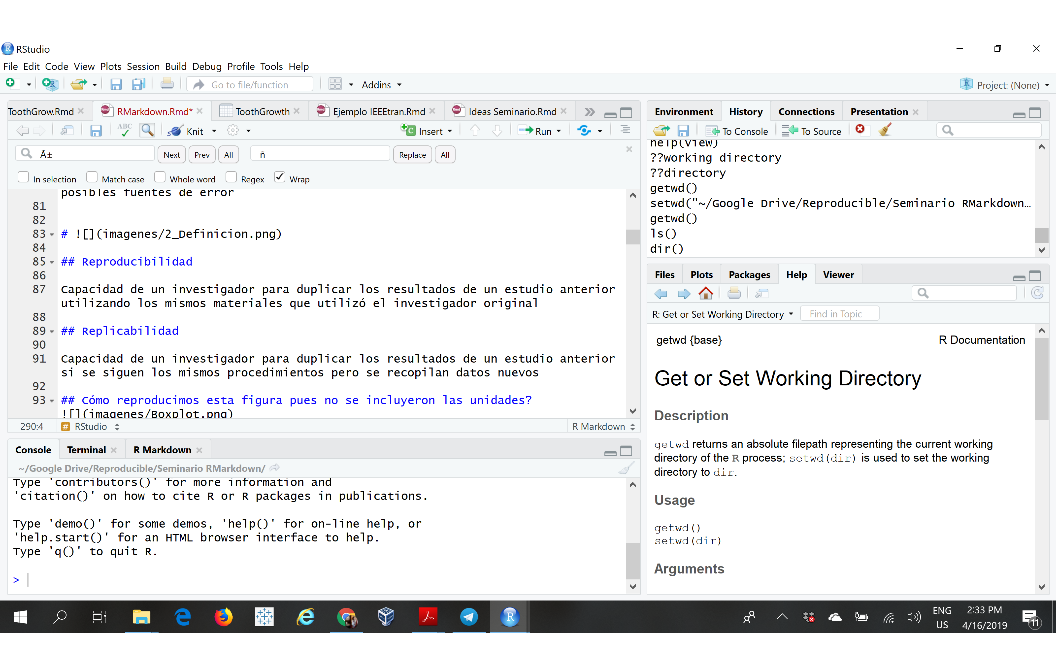 RStudio
File Edit Code View Plots Session Build Debug Profile Tools Help
Go to file/function
Addins
Project: (None)
ToothGrow.Rmd
RMarkdown.Rmd*
ToothGrowth
Ejemplo IEEEtran.Rmd
Ideas Seminario.Rmd
ABC
Knit
Insert
Run
Ã±
Next
Prev
All
ñ
Replace
All
In selection
Match case
Whole word
Regex
Wrap
posibles fuentes de error
81
82
83 # ![](imagenes/2_Definicion.png)
84
85 ## Reproducibilidad
86
87 Capacidad de un investigador para duplicar los resultados de un estudio anterior
utilizando los mismos materiales que utilizó el investigador original
88
89 ## Replicabilidad
90
91 Capacidad de un investigador para duplicar los resultados de un estudio anterior
si se siguen los mismos procedimientos pero se recopilan datos nuevos
92
93 ## Cómo reproducimos esta figura pues no se incluyeron las unidades?
![](imagenes/Boxplot.png)
290:4
# RStudio
R Markdown
Console
Terminal
R Markdown
~/Google Drive/Reproducible/Seminario RMarkdown/
Type 'contributors()' for more information and
'citation()' on how to cite R or R packages in publications.
Type 'demo()' for some demos, 'help()' for on-line help, or
'help.start()' for an HTML browser interface to help.
Type 'q()' to quit R.
>
Environment
History
Connections
Presentation
To Console
To Source
help(View)
??working directory
??directory
getwd()
setwd("~/Google Drive/Reproducible/Seminario RMarkdown…
getwd()
ls()
dir()
Files
Plots
Packages
Help
Viewer
R: Get or Set Working Directory
Find in Topic
getwd {base}
R Documentation
Get or Set Working Directory
Description
getwd returns an absolute filepath representing the current working
directory of the R process; setwd(dir) is used to set the working
directory to dir.
Usage
getwd()
setwd(dir)
Arguments
ENG
US
2:33 PM
4/16/2019
11